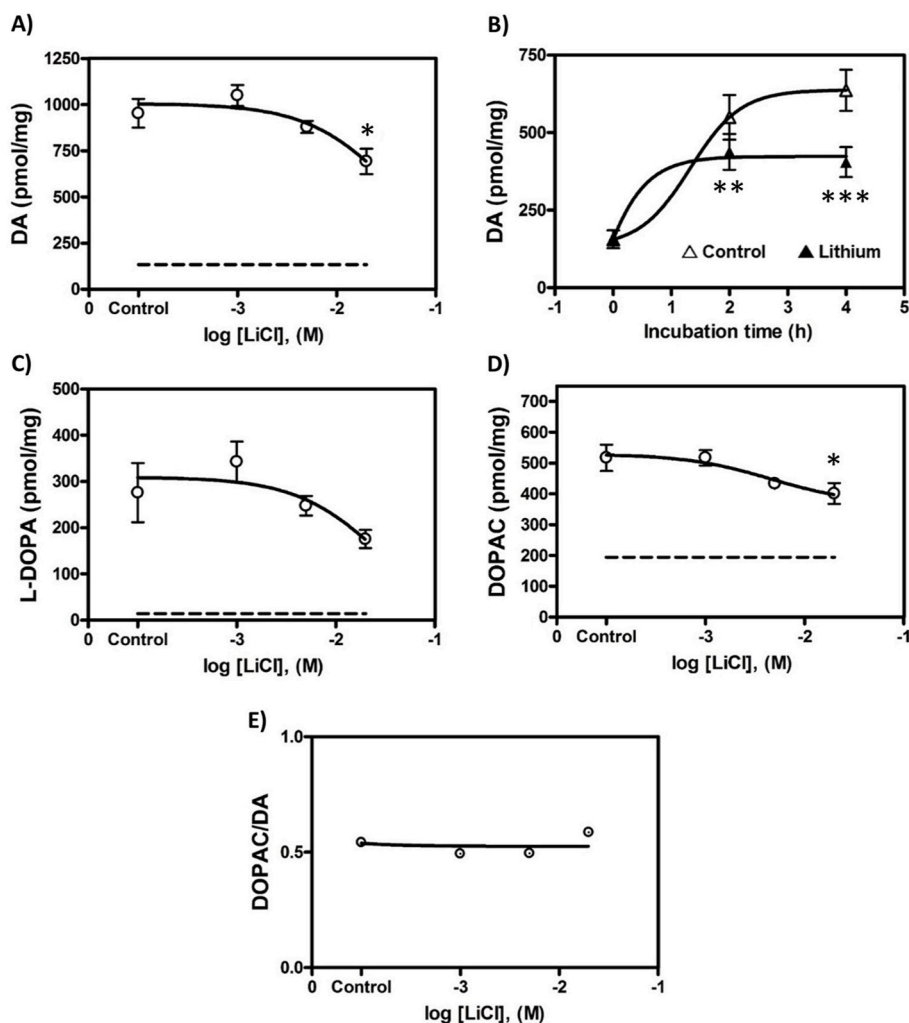 A)
DA (pmol/mg)
1250
1000
750
500
250
0
*
0 Control -3 -2 -1
log [LiCl], (M)
B)
DA (pmol/mg)
750
500
250
0
**
***
△ Control ▲ Lithium
-1 0 1 2 3 4 5
Incubation time (h)
C)
L-DOPA (pmol/mg)
500
400
300
200
100
0
0 Control -3 -2 -1
log [LiCl], (M)
D)
DOPAC (pmol/mg)
700
600
500
400
300
200
100
0
*
0 Control -3 -2 -1
log [LiCl], (M)
E)
DOPAC/DA
1.0
0.5
0.0
0 Control -3 -2 -1
log [LiCl], (M)